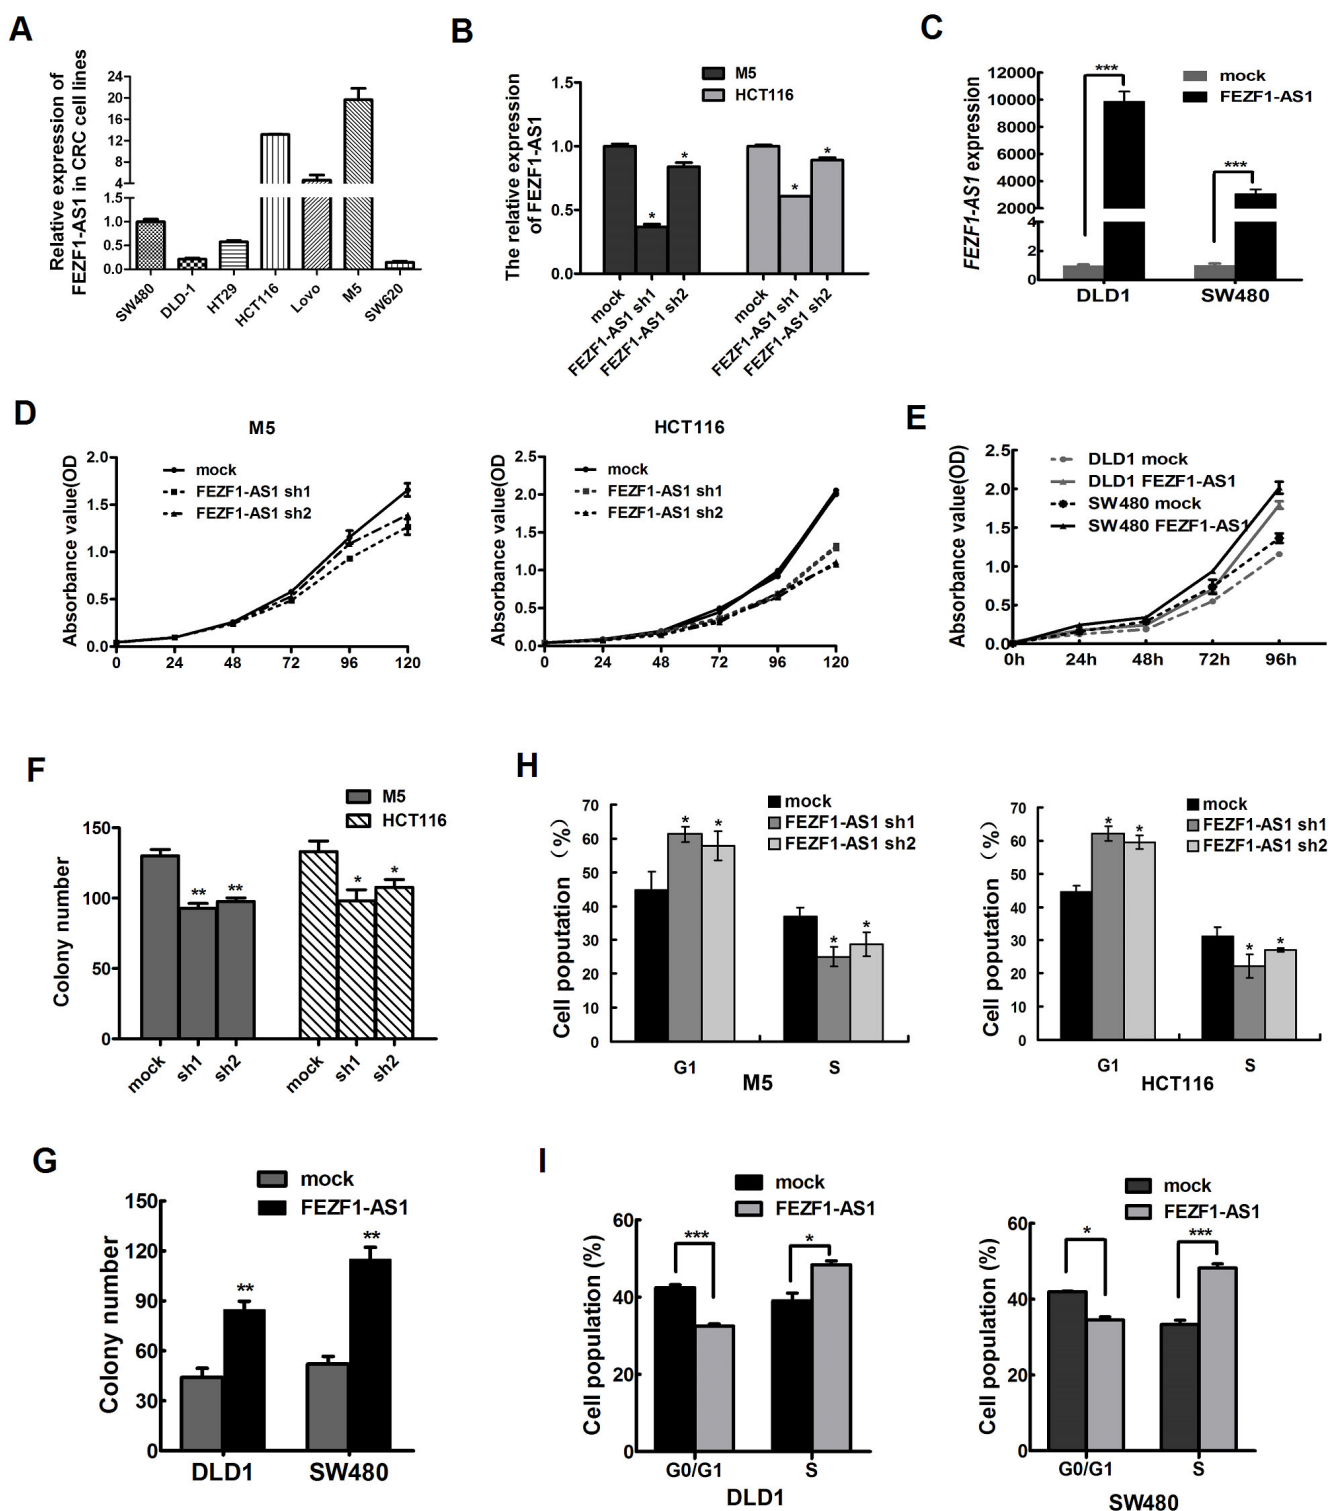 A
Relative expression of
FEZF1-AS1 in CRC cell lines
24
20
16
12
8
4
1.5
1.0
0.5
0.0
SW480
DLD-1
HT29
HCT116
Lovo
M5
SW620
B
M5
HCT116
The relative expression
of FEZF1-AS1
1.5
1.0
0.5
0.0
*
*
*
*
mock
FEZF1-AS1 sh1
FEZF1-AS1 sh2
mock
FEZF1-AS1 sh1
FEZF1-AS1 sh2
C
mock
FEZF1-AS1
FEZF1-AS1 expression
12000
10000
8000
6000
4000
2000
4
2
0
***
***
DLD1
SW480
D
M5
Absorbance value(OD
2.0
1.5
1.0
0.5
0.0
mock
FEZF1-AS1 sh1
FEZF1-AS1 sh2
0
24
48
72
96
120
HCT116
Absorbance value(OD
2.5
2.0
1.5
1.0
0.5
0.0
mock
FEZF1-AS1 sh1
FEZF1-AS1 sh2
0
24
48
72
96
120
E
Absorbance value(OD)
2.5
2.0
1.5
1.0
0.5
0.0
DLD1 mock
DLD1 FEZF1-AS1
SW480 mock
SW480 FEZF1-AS1
0h
24h
48h
72h
96h
F
M5
HCT116
Colony number
150
100
50
0
**
**
*
*
mock
sh1
sh2
mock
sh1
sh2
H
Cell poputation (%)
70
60
50
40
30
20
10
0
mock
FEZF1-AS1 sh1
FEZF1-AS1 sh2
*
*
*
*
G1
S
M5
Cell population (%)
70
60
50
40
30
20
10
0
mock
FEZF1-AS1 sh1
FEZF1-AS1 sh2
*
*
*
*
G1
S
HCT116
G
mock
FEZF1-AS1
Colony number
150
120
90
60
30
0
**
**
DLD1
SW480
I
mock
FEZF1-AS1
Cell population (%)
60
40
20
0
***
*
G0/G1
S
DLD1
mock
FEZF1-AS1
Cell population (%)
60
40
20
0
*
***
G0/G1
S
SW480